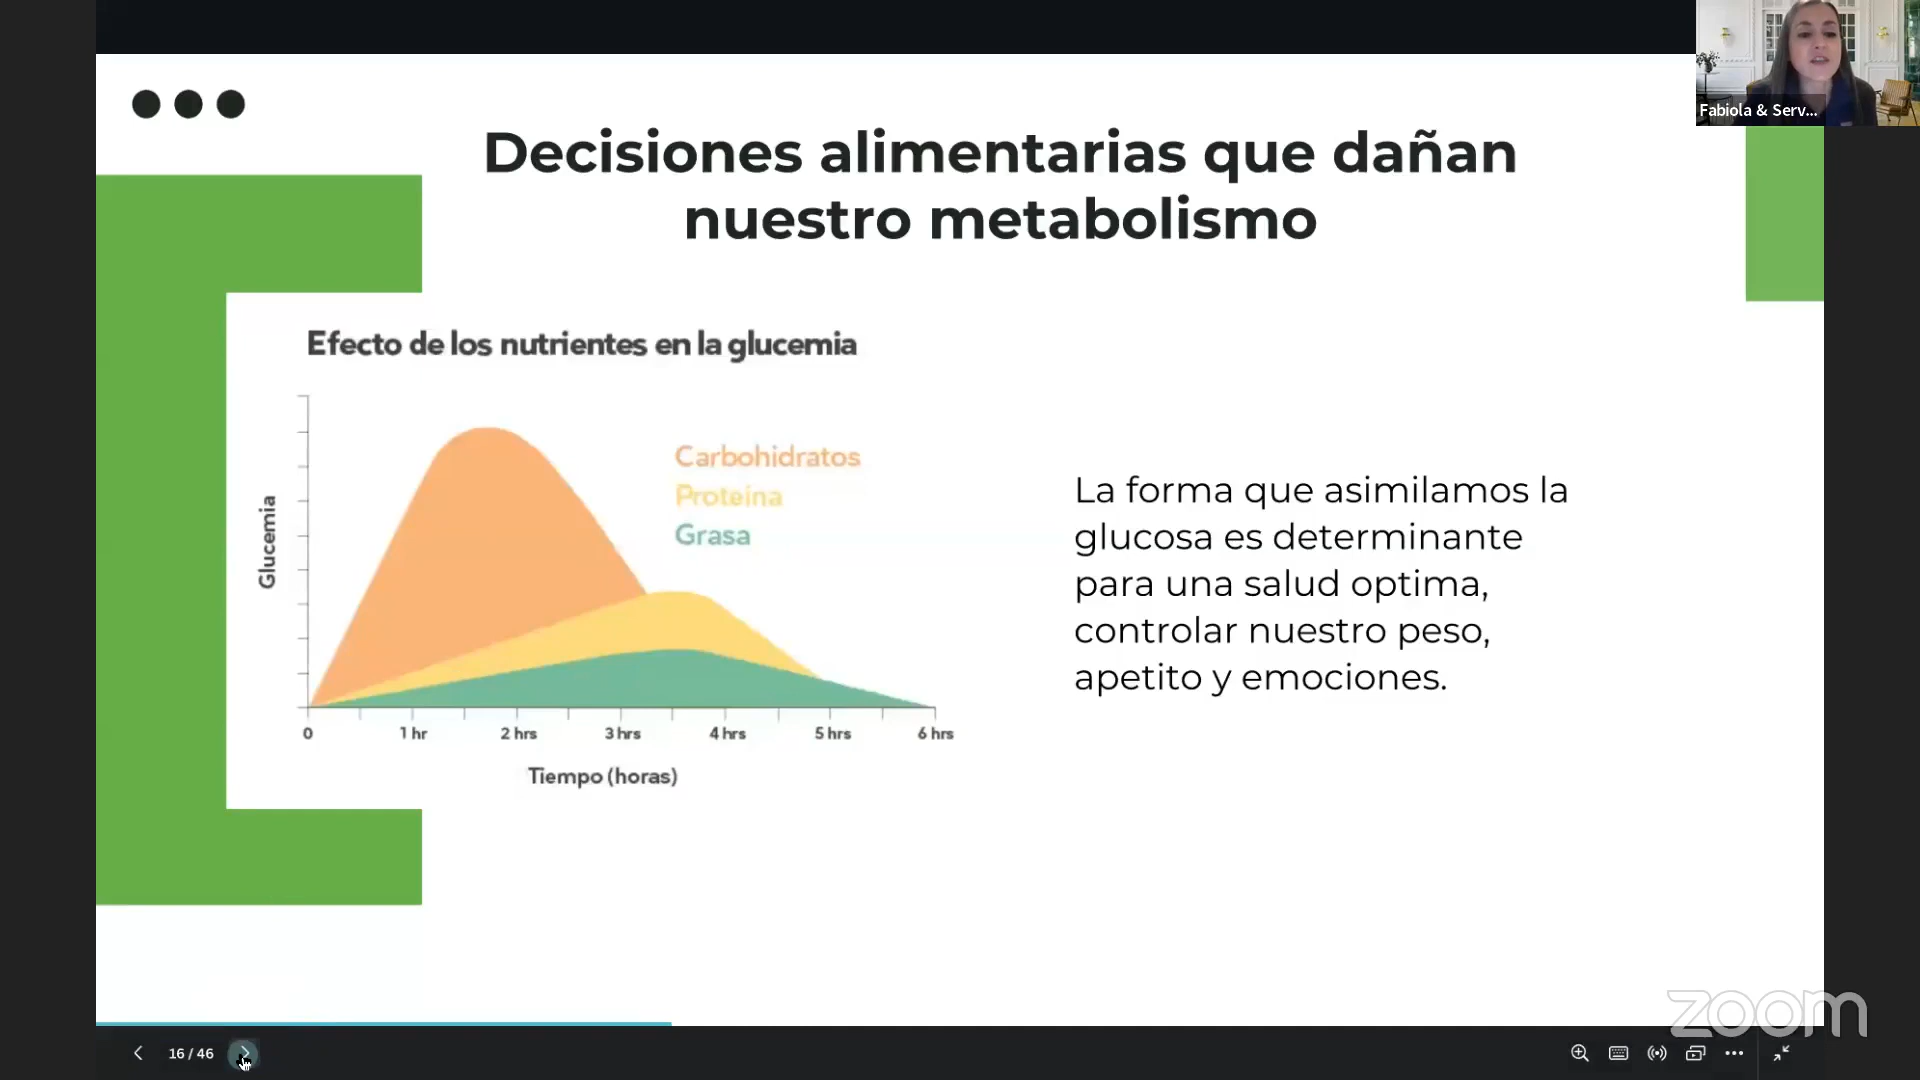 Fabiola & Serv...
Decisiones alimentarias que dañan
nuestro metabolismo
Efecto de los nutrientes en la glucemia
Carbohidratos
Proteína
Grasa
Glucemia
0 1 hr 2 hrs 3 hrs 4 hrs 5 hrs 6 hrs
Tiempo (horas)
La forma que asimilamos la
glucosa es determinante
para una salud optima,
controlar nuestro peso,
apetito y emociones.
zoom
16 / 46